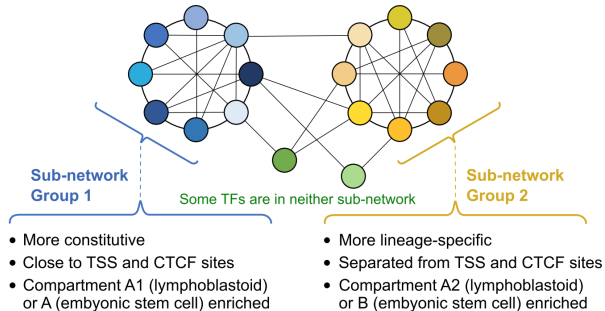 Sub-network
Group 1
Some TFs are in neither sub-network
Sub-network
Group 2
• More constitutive
• Close to TSS and CTCF sites
• Compartment A1 (lymphoblastoid)
or A (embyonic stem cell) enriched
• More lineage-specific
• Separated from TSS and CTCF sites
• Compartment A2 (lymphoblastoid)
or B (embyonic stem cell) enriched